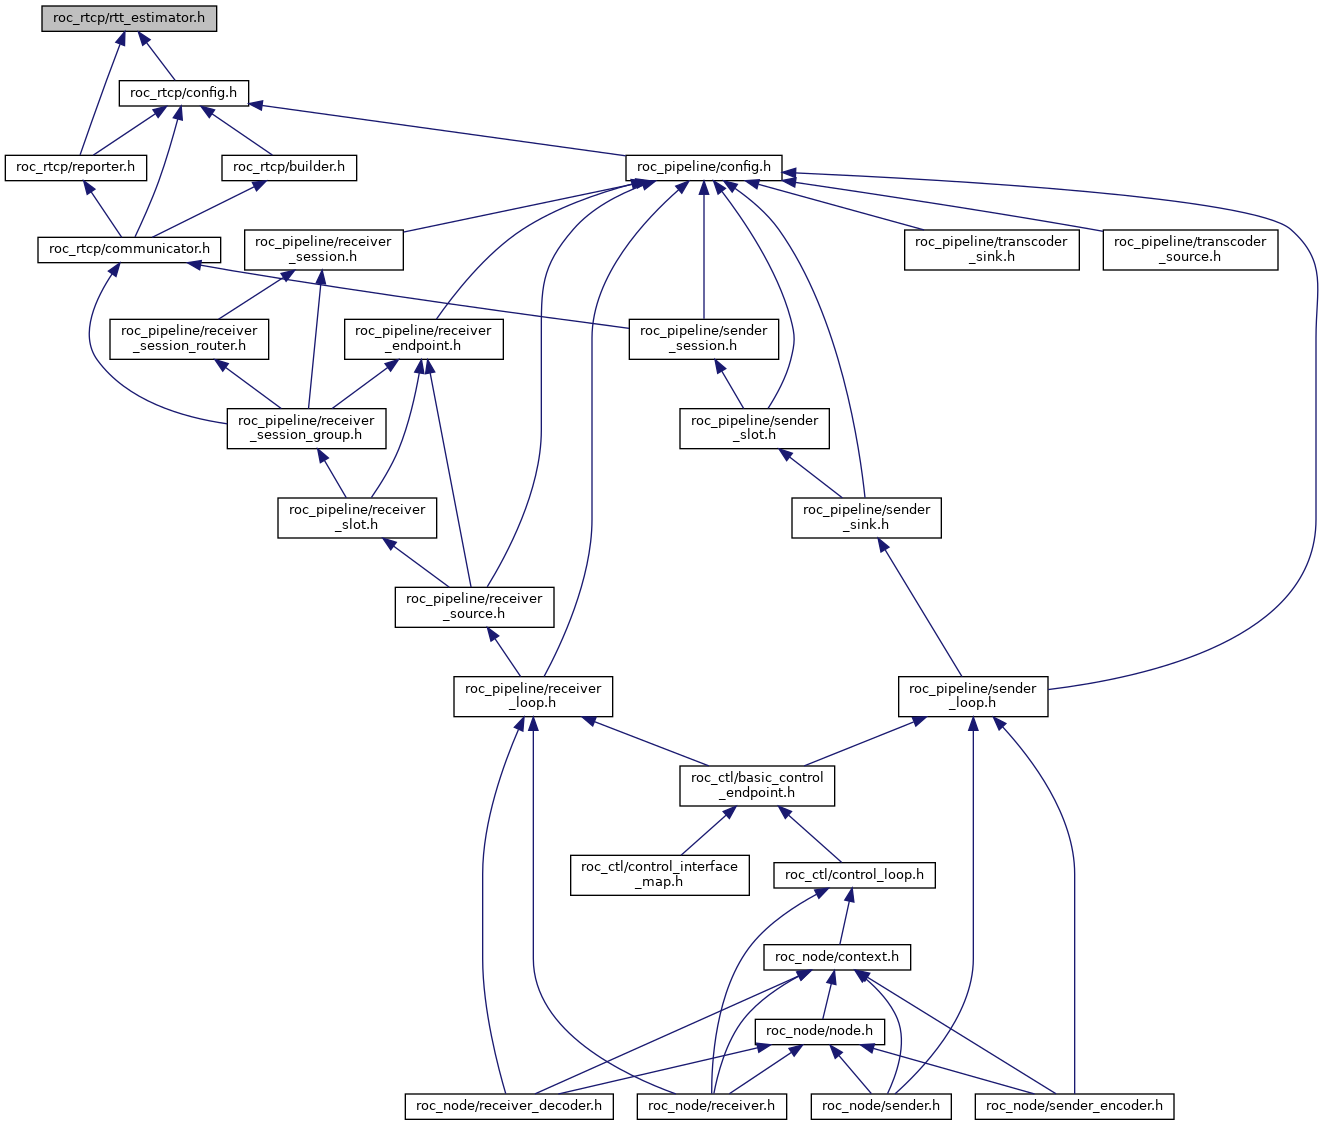 roc_rtcp/rtt_estimator.h
roc_rtcp/config.h
roc_rtcp/reporter.h
roc_rtcp/builder.h
roc_pipeline/config.h
roc_rtcp/communicator.h
roc_pipeline/receiver
_session.h
roc_pipeline/transcoder
_sink.h
roc_pipeline/transcoder
_source.h
roc_pipeline/receiver
_session_router.h
roc_pipeline/receiver
_endpoint.h
roc_pipeline/sender
_session.h
roc_pipeline/receiver
_session_group.h
roc_pipeline/sender
_slot.h
roc_pipeline/receiver
_slot.h
roc_pipeline/sender
_sink.h
roc_pipeline/receiver
_source.h
roc_pipeline/receiver
_loop.h
roc_pipeline/sender
_loop.h
roc_ctl/basic_control
_endpoint.h
roc_ctl/control_interface
_map.h
roc_ctl/control_loop.h
roc_node/context.h
roc_node/node.h
roc_node/receiver_decoder.h
roc_node/receiver.h
roc_node/sender.h
roc_node/sender_encoder.h